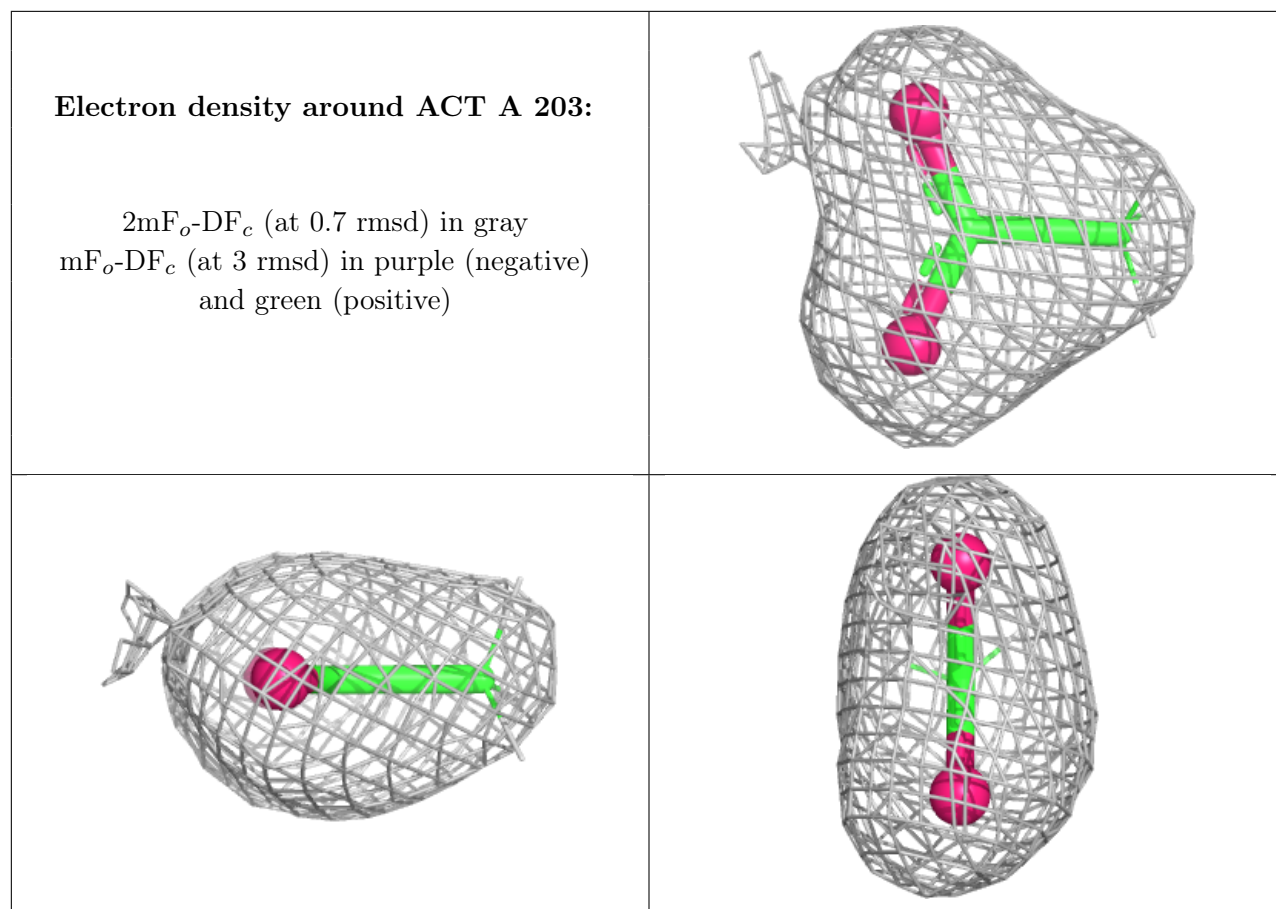 Electron density around ACT A 203:
2mFo-DFc (at 0.7 rmsd) in gray
mFo-DFc (at 3 rmsd) in purple (negative)
and green (positive)